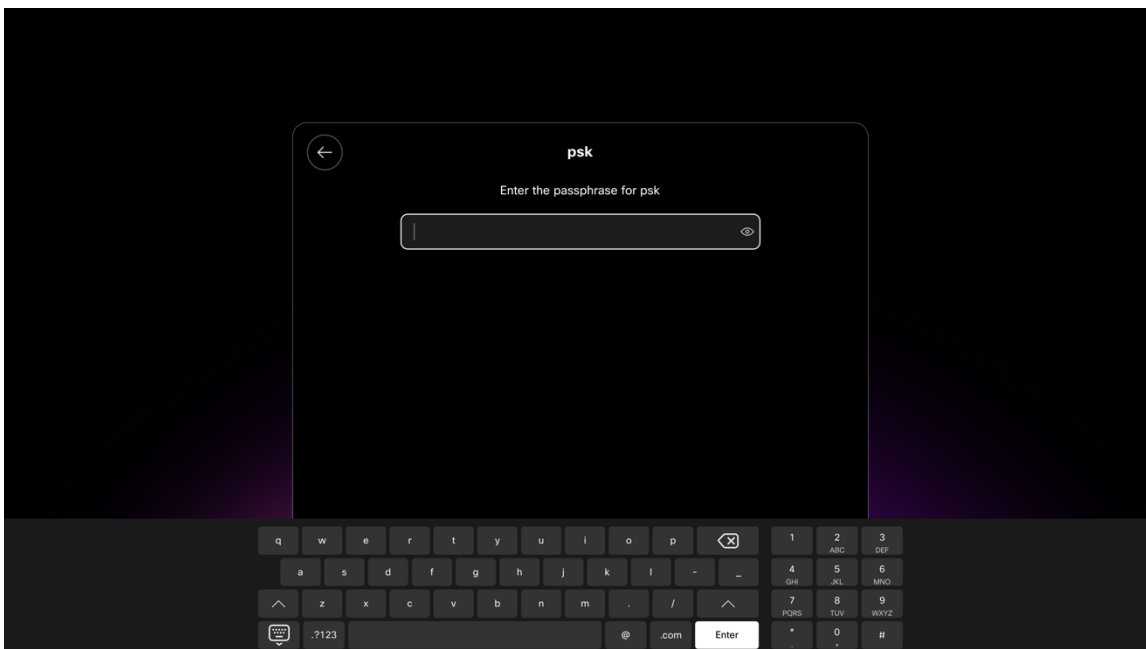 psk
Enter the passphrase for psk
q w e r t y u i o p 1 2 ABC 3 DEF
a s d f g h j k l - _ 4 GHI 5 JKL 6 MNO
z x c v b n m . / 7 PQRS 8 TUV 9 WXYZ
.?123 @ .com Enter * . 0 + #